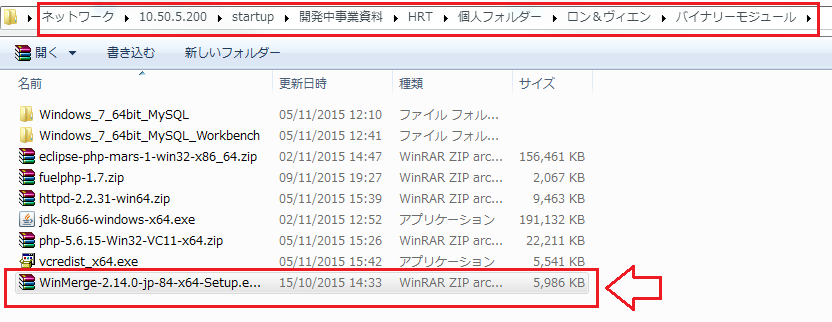 ネットワーク ▶ 10.50.5.200 ▶ startup ▶ 開発中事業資料 ▶ HRT ▶ 個人フォルダー ▶ ロン＆ヴィエン ▶ バイナリーモジュール ▶
開く ▼ 書き込む 新しいフォルダー
名前 更新日時 種類 サイズ
Windows_7_64bit_MySQL 05/11/2015 12:10 ファイル フォル...
Windows_7_64bit_MySQL_Workbench 05/11/2015 12:41 ファイル フォル...
eclipse-php-mars-1-win32-x86_64.zip 02/11/2015 14:47 WinRAR ZIP arc... 156,461 KB
fuelphp-1.7.zip 09/11/2015 19:27 WinRAR ZIP arc... 2,067 KB
httpd-2.2.31-win64.zip 05/11/2015 15:39 WinRAR ZIP arc... 9,463 KB
jdk-8u66-windows-x64.exe 02/11/2015 12:52 アプリケーション 191,132 KB
php-5.6.15-Win32-VC11-x64.zip 05/11/2015 15:26 WinRAR ZIP arc... 22,211 KB
vcredist_x64.exe 05/11/2015 15:42 アプリケーション 5,541 KB
WinMerge-2.14.0-jp-84-x64-Setup.e... 15/10/2015 14:33 WinRAR ZIP arc... 5,986 KB